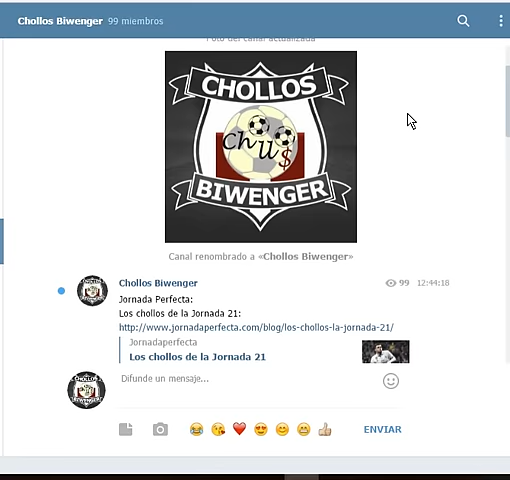 Chollos Biwenger 99 miembros
Foto del canal actualizada
CHOLLOS
Chu$
BIWENGER
Canal renombrado a «Chollos Biwenger»
Chollos Biwenger 99 12:44:18
Jornada Perfecta:
Los chollos de la Jornada 21:
http://www.jornadaperfecta.com/blog/los-chollos-la-jornada-21/
Jornadaperfecta
Los chollos de la Jornada 21
CHOLLOS
BIWENGER
Difunde un mensaje...
ENVIAR